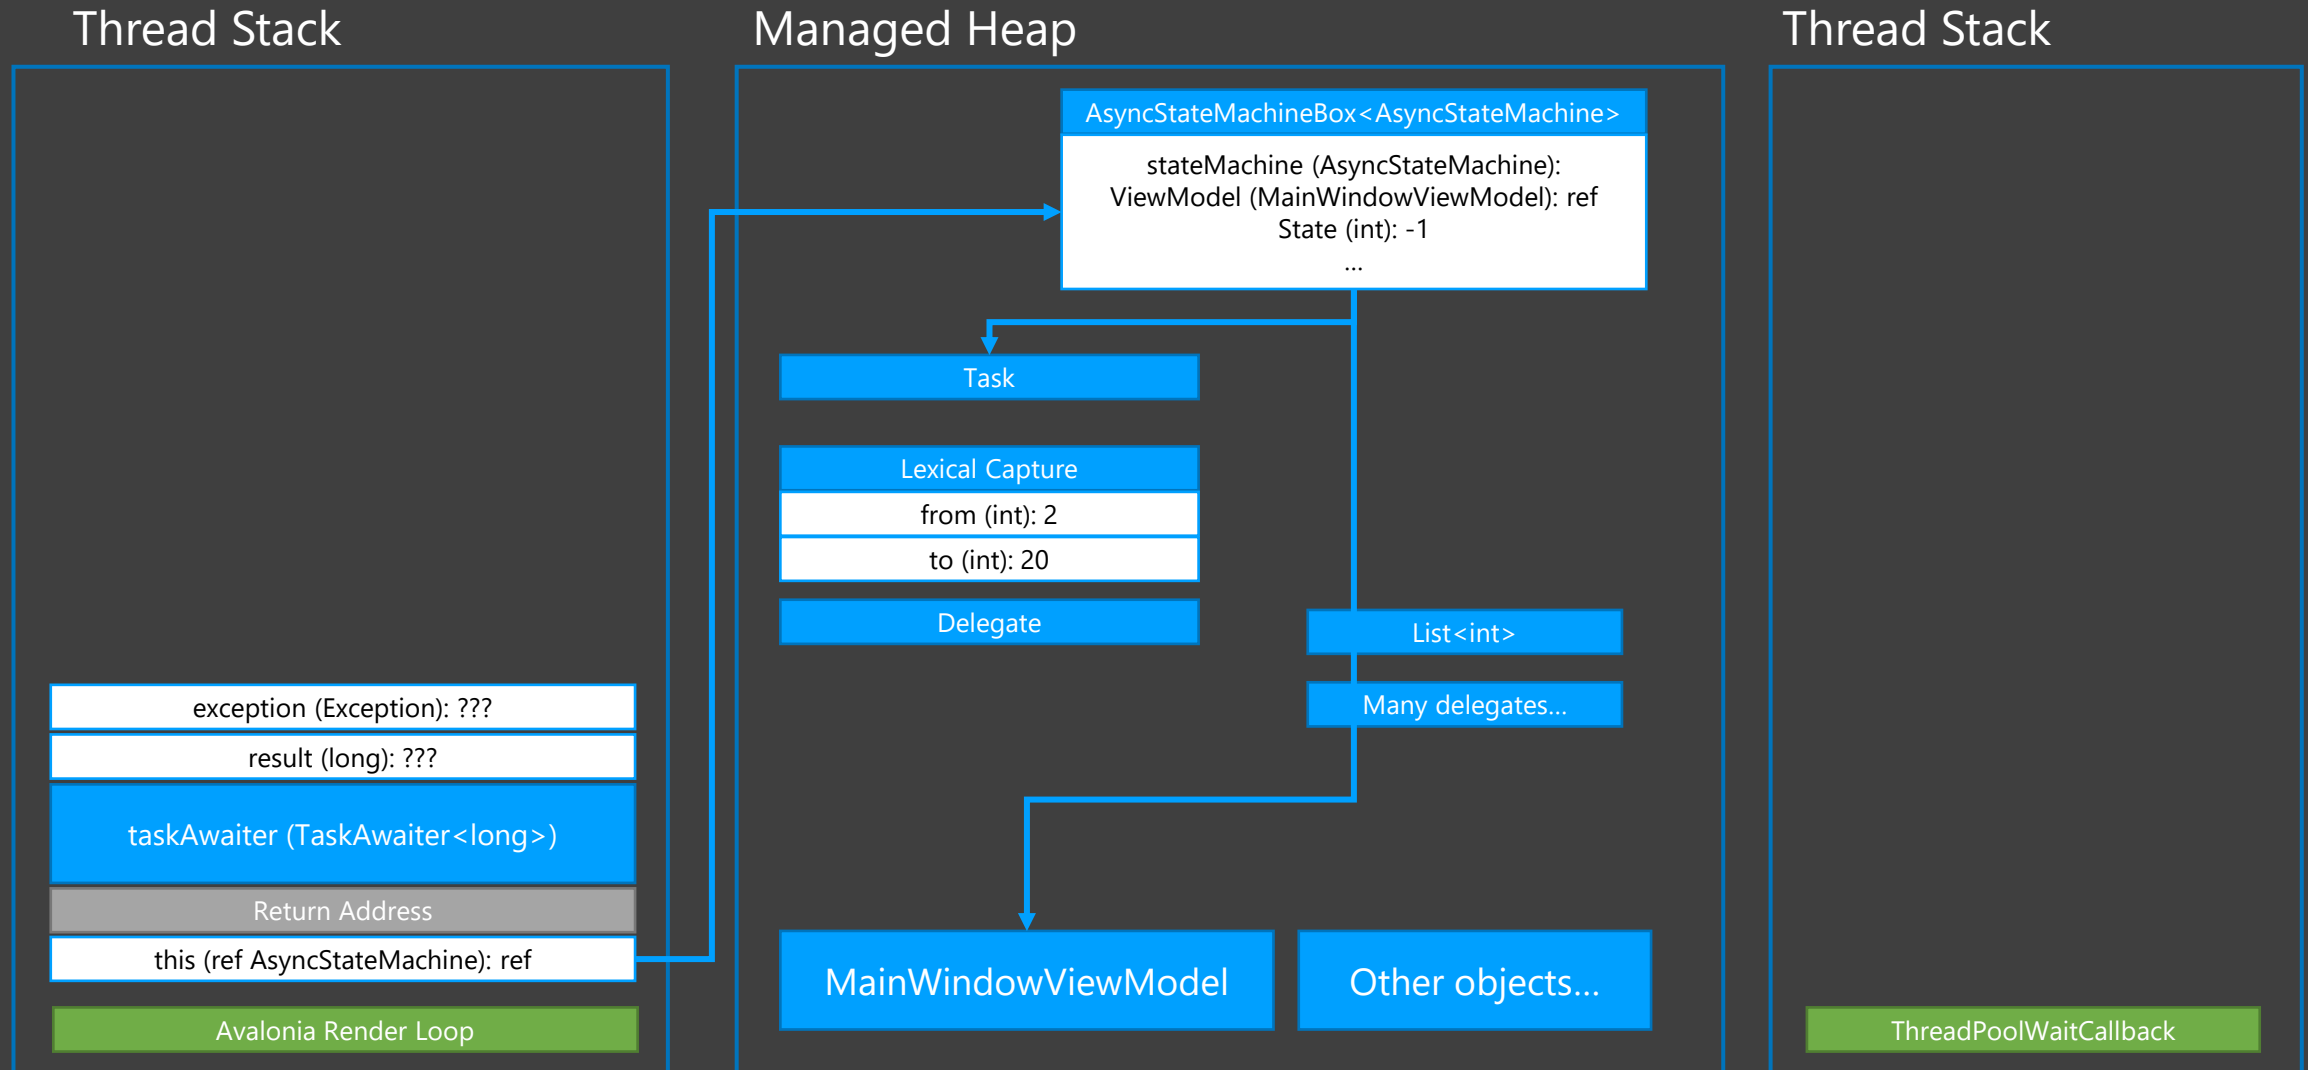 Thread Stack
Managed Heap
Thread Stack
AsyncStateMachineBox<AsyncStateMachine>
stateMachine (AsyncStateMachine):
ViewModel (MainWindowViewModel): ref
State (int): -1
...
Task
Lexical Capture
from (int): 2
to (int): 20
Delegate
List<int>
Many delegates...
exception (Exception): ???
result (long): ???
taskAwaiter (TaskAwaiter<long>)
Return Address
this (ref AsyncStateMachine): ref
Avalonia Render Loop
MainWindowViewModel
Other objects...
ThreadPoolWaitCallback